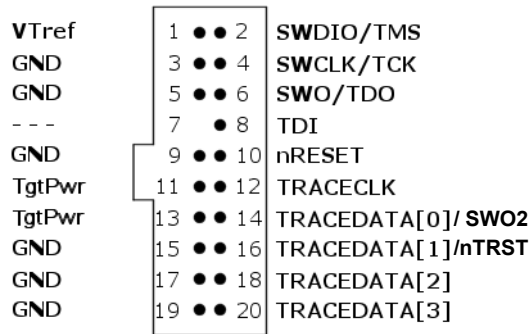 VTref 1 ●● 2 SWDIO/TMS
GND 3 ●● 4 SWCLK/TCK
GND 5 ●● 6 SWO/TDO
--- 7 ● 8 TDI
GND 9 ●● 10 nRESET
TgtPwr 11 ●● 12 TRACECLK
TgtPwr 13 ●● 14 TRACEDATA[0]/ SWO2
GND 15 ●● 16 TRACEDATA[1]/nTRST
GND 17 ●● 18 TRACEDATA[2]
GND 19 ●● 20 TRACEDATA[3]